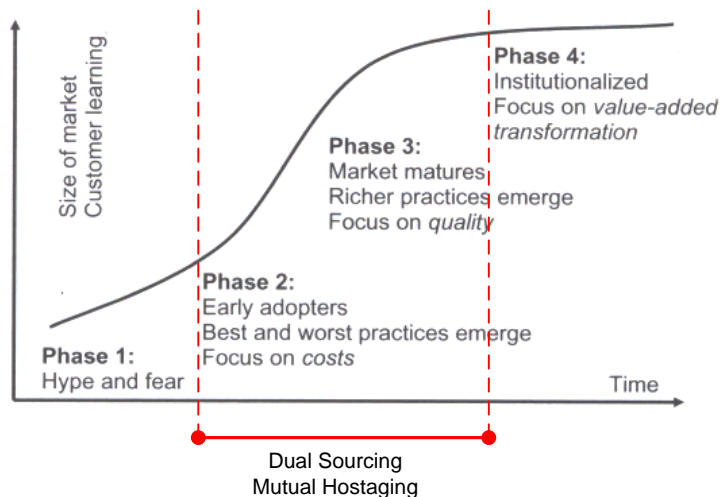 Size of market
Customer learning
Phase 1:
Hype and fear
Phase 2:
Early adopters
Best and worst practices emerge
Focus on costs
Phase 3:
Market matures
Richer practices emerge
Focus on quality
Phase 4:
Institutionalized
Focus on value-added
transformation
Time
Dual Sourcing
Mutual Hostaging